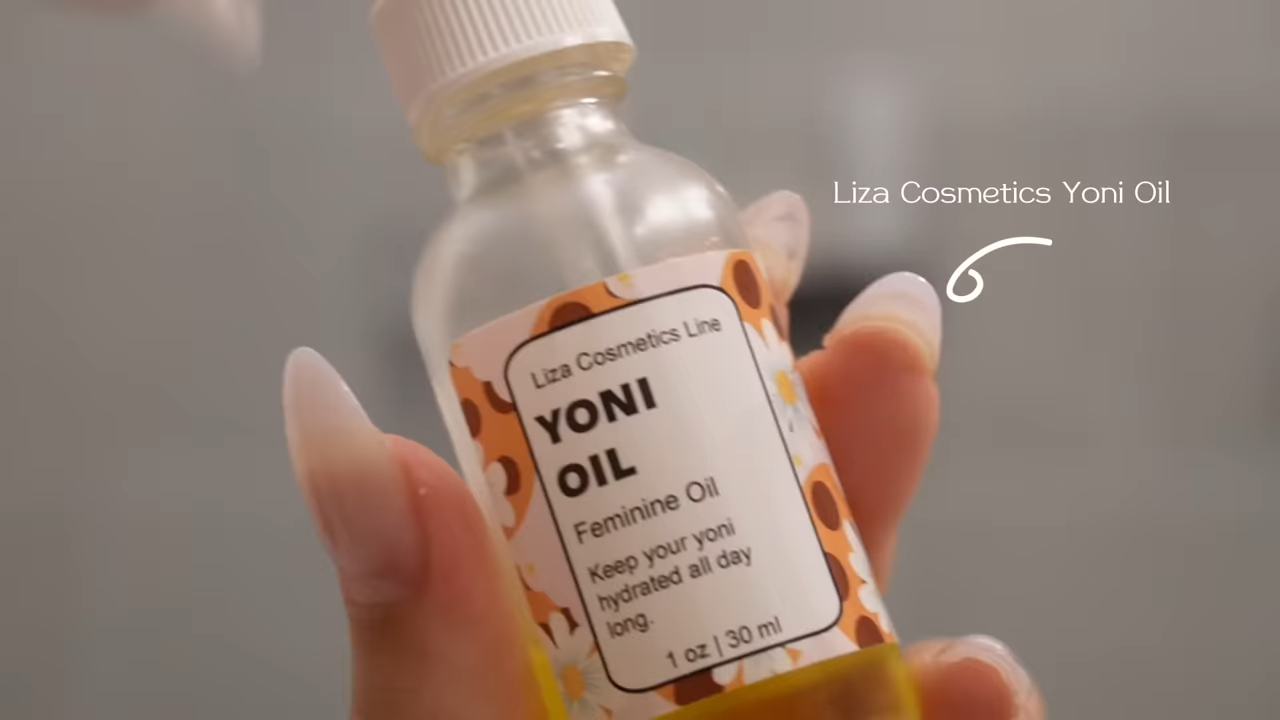 Liza Cosmetics Yoni Oil
Liza Cosmetics Line
YONI
OIL
Feminine Oil
Keep your yoni
hydrated all day
long.
1 oz | 30 ml